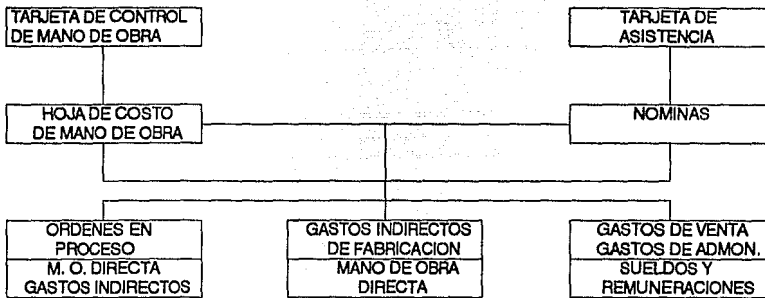 TARJETA DE CONTROL
DE MANO DE OBRA
TARJETA DE
ASISTENCIA
HOJA DE COSTO
DE MANO DE OBRA
NOMINAS
ORDENES EN
PROCESO
M. O. DIRECTA
GASTOS INDIRECTOS
GASTOS INDIRECTOS
DE FABRICACION
MANO DE OBRA
DIRECTA
GASTOS DE VENTA
GASTOS DE ADMON.
SUELDOS Y
REMUNERACIONES